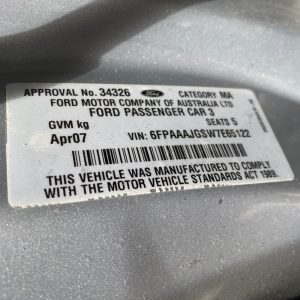 APPROVAL No. 34326 Ford CATEGORY MA
FORD MOTOR COMPANY OF AUSTRALIA LTD
FORD PASSENGER CAR 3
GVM kg SEATS 5
Apr07 VIN: 6FPAAAJGSW7E65122
THIS VEHICLE WAS MANUFACTURED TO COMPLY
WITH THE MOTOR VEHICLE STANDARDS ACT 1989.